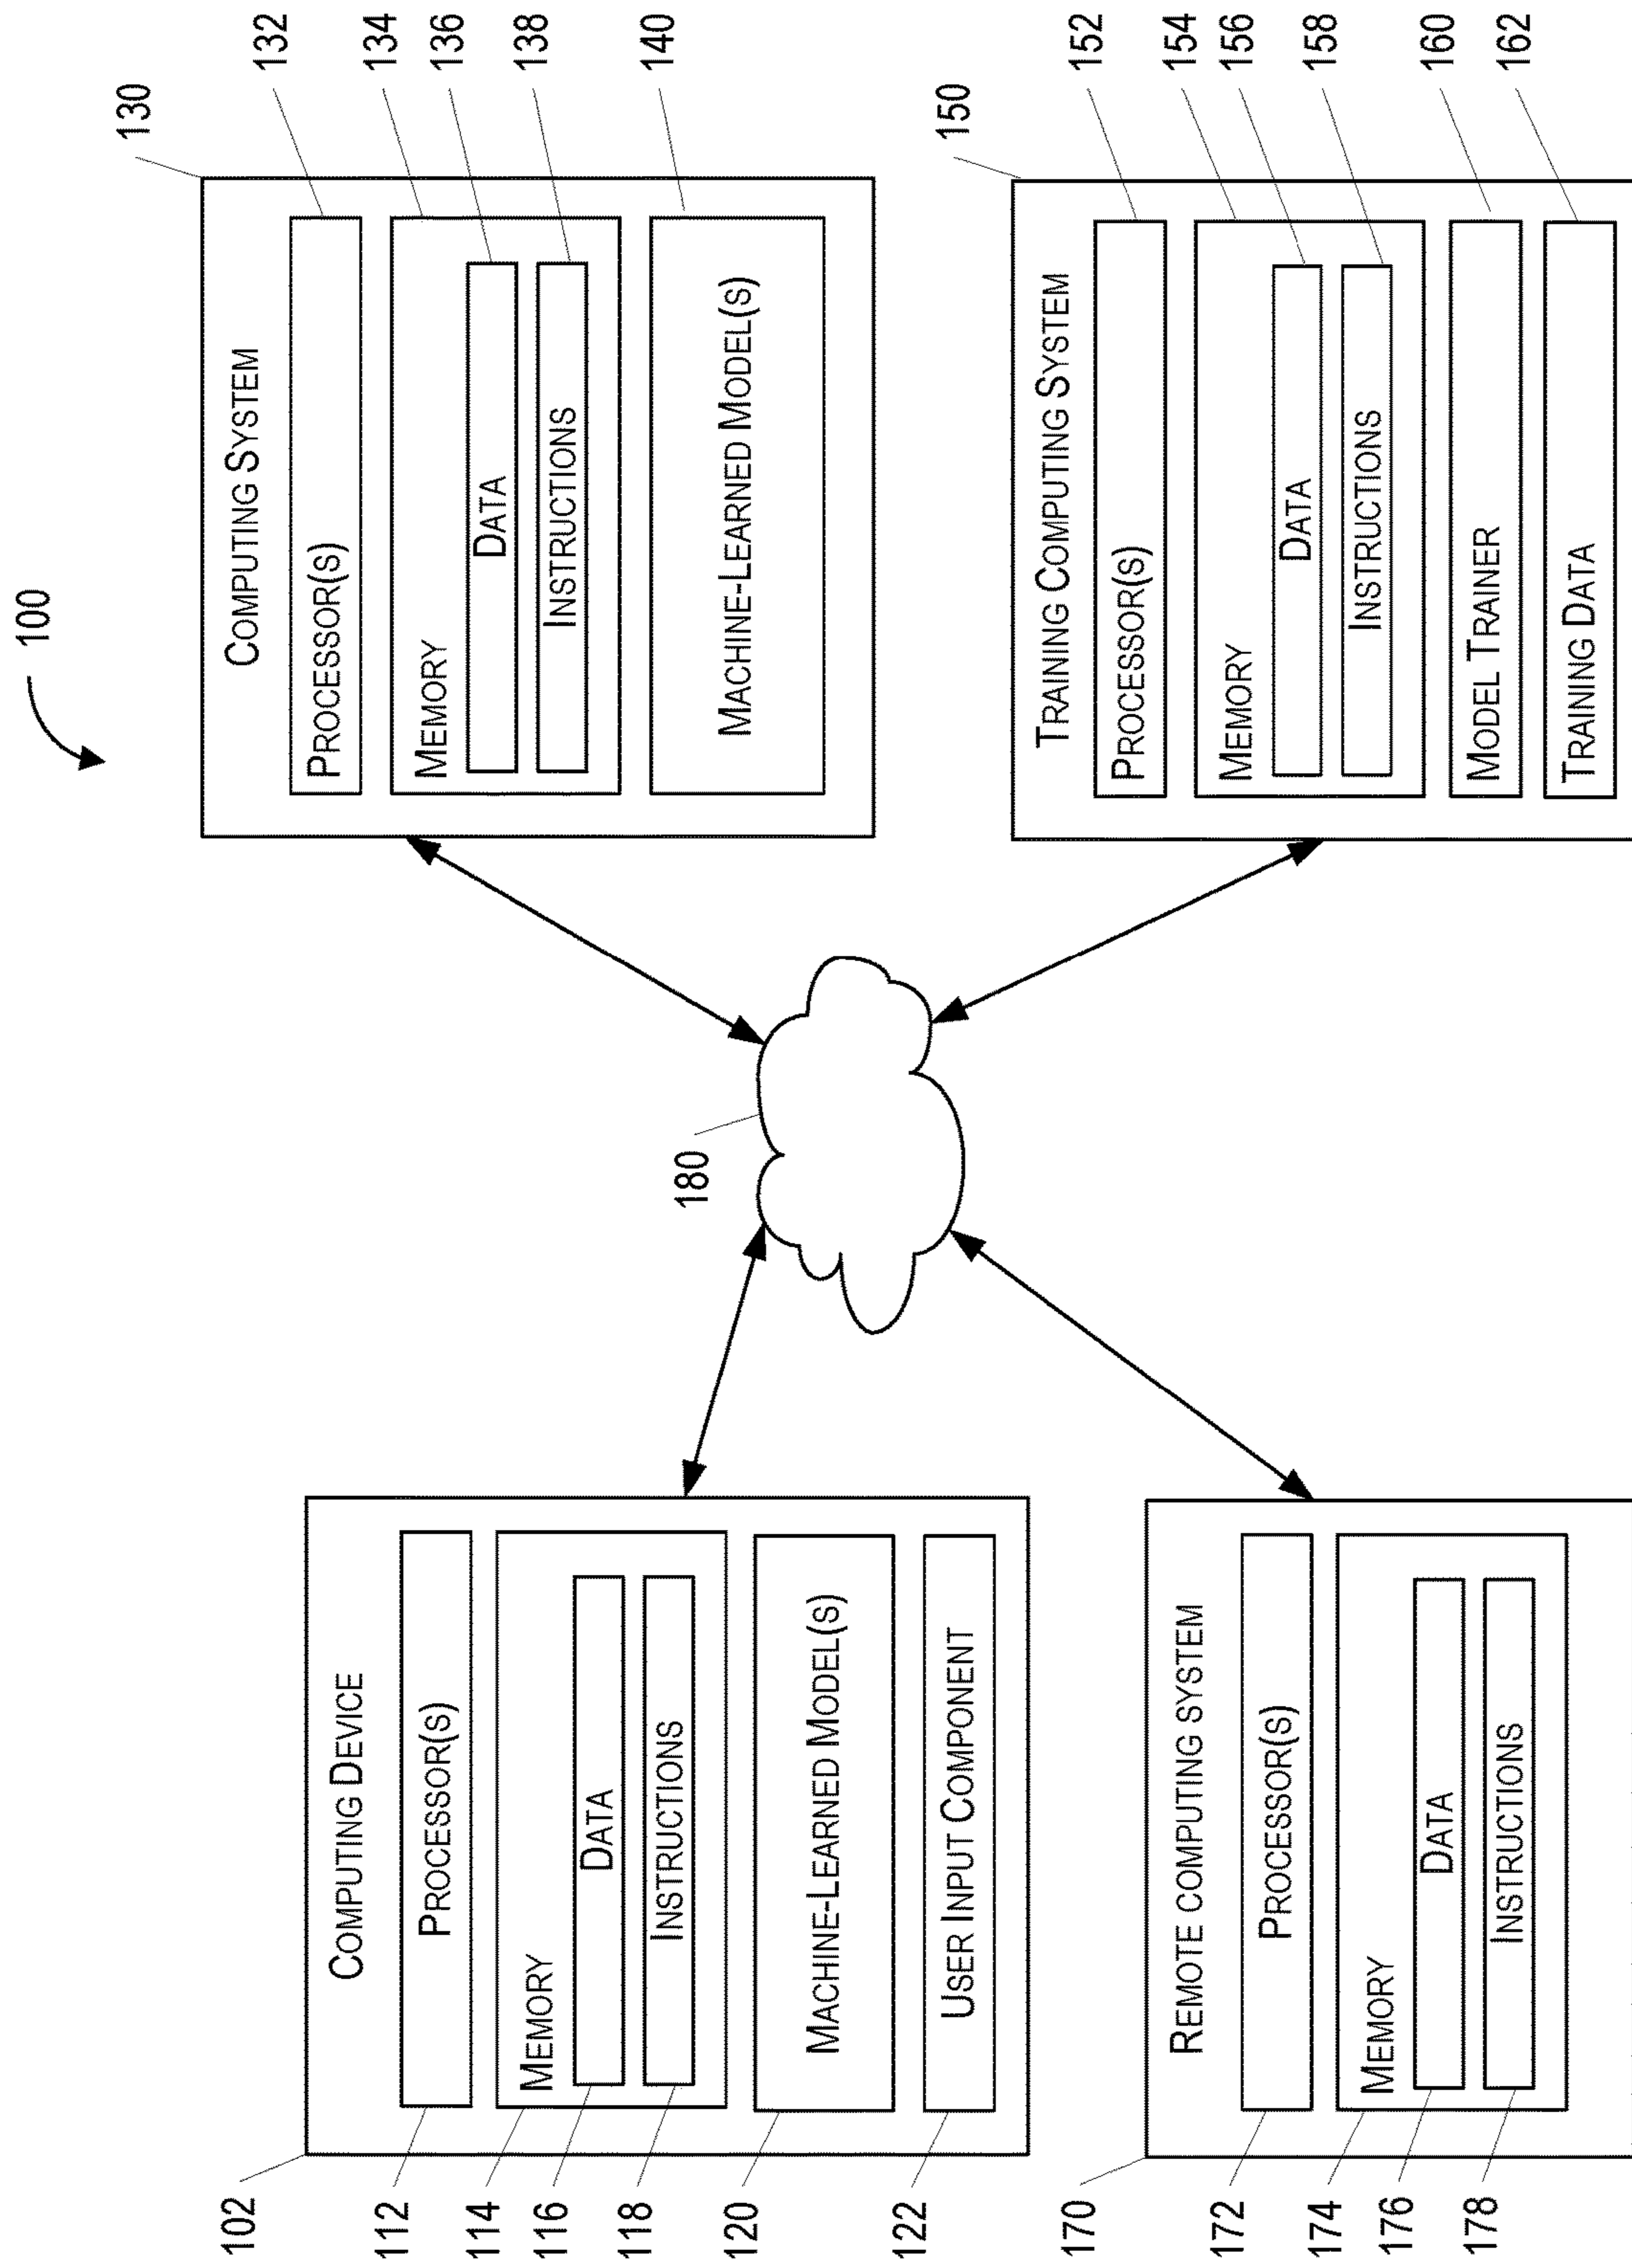 100
102
COMPUTING DEVICE
112
PROCESSOR(S)
114
MEMORY
116
DATA
118
INSTRUCTIONS
120
MACHINE-LEARNED MODEL(S)
122
USER INPUT COMPONENT
130
COMPUTING SYSTEM
132
PROCESSOR(S)
134
MEMORY
136
DATA
138
INSTRUCTIONS
140
MACHINE-LEARNED MODEL(S)
180
170
REMOTE COMPUTING SYSTEM
172
PROCESSOR(S)
174
MEMORY
176
DATA
178
INSTRUCTIONS
150
TRAINING COMPUTING SYSTEM
152
PROCESSOR(S)
154
MEMORY
156
DATA
158
INSTRUCTIONS
160
MODEL TRAINER
162
TRAINING DATA